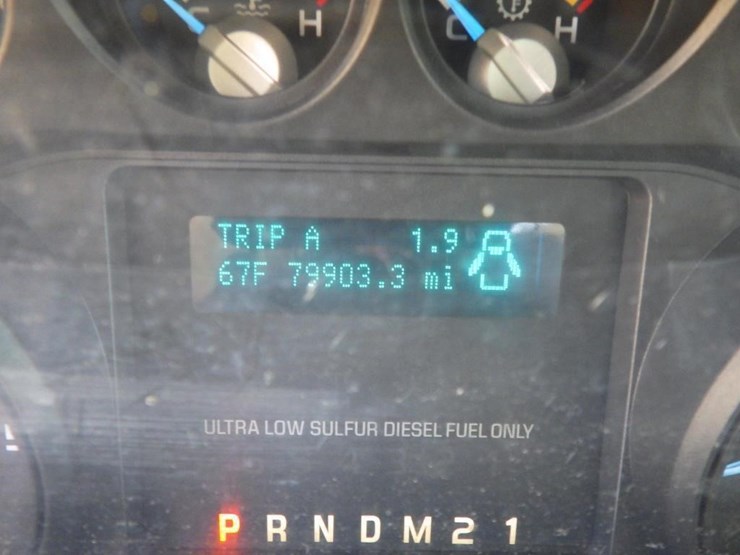 H
C H
TRIP A 1.9
67F 79903.3 mi
ULTRA LOW SULFUR DIESEL FUEL ONLY
P R N D M 2 1